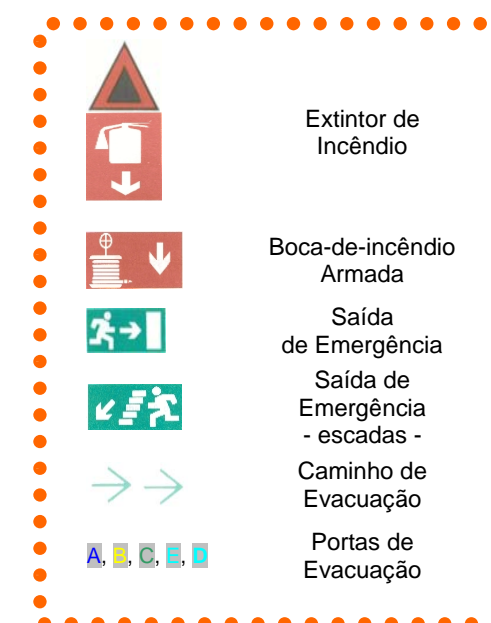 Extintor de
Incêndio
Boca-de-incêndio
Armada
Saída
de Emergência
Saída de
Emergência
- escadas -
Caminho de
Evacuação
A, B, C, E, D
Portas de
Evacuação